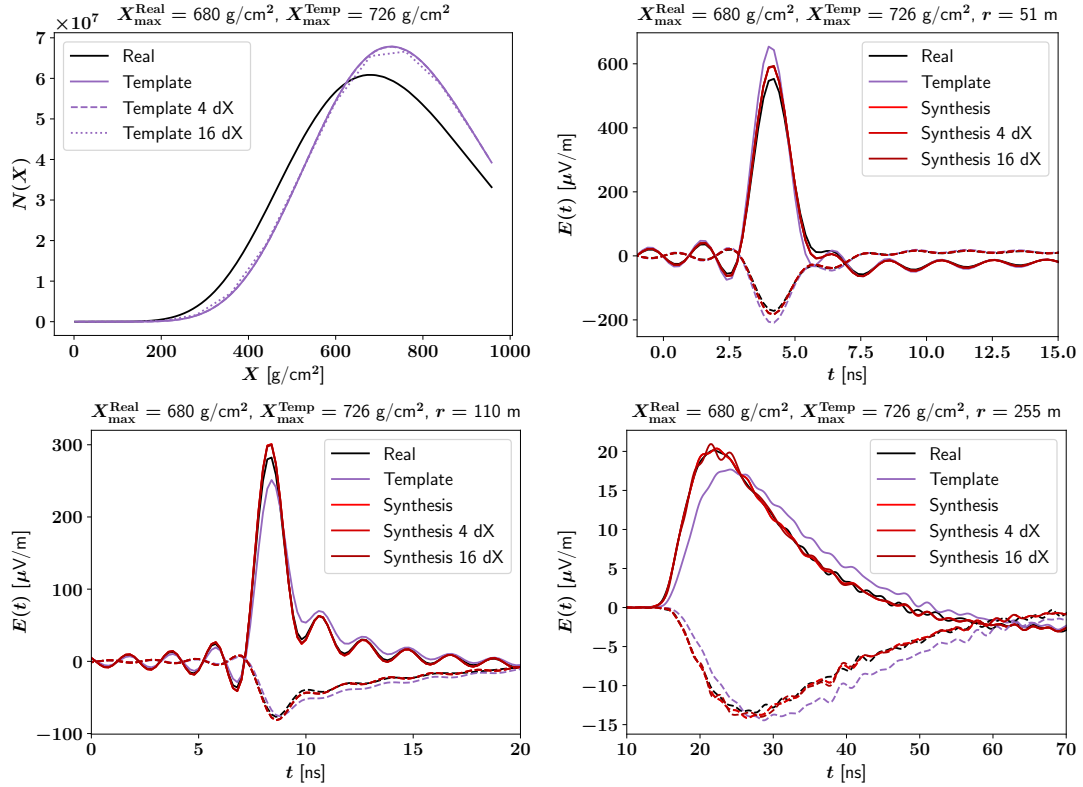 X_max^Real = 680 g/cm², X_max^Temp = 726 g/cm²
×10⁷
7
6
5
4
3
2
1
0
N(X)
Real
Template
Template 4 dX
Template 16 dX
0
200
400
600
800
1000
X [g/cm²]
X_max^Real = 680 g/cm², X_max^Temp = 726 g/cm², r = 51 m
600
400
200
0
−200
E(t) [μV/m]
Real
Template
Synthesis
Synthesis 4 dX
Synthesis 16 dX
0.0
2.5
5.0
7.5
10.0
12.5
15.0
t [ns]
X_max^Real = 680 g/cm², X_max^Temp = 726 g/cm², r = 110 m
300
200
100
0
−100
E(t) [μV/m]
Real
Template
Synthesis
Synthesis 4 dX
Synthesis 16 dX
0
5
10
15
20
t [ns]
X_max^Real = 680 g/cm², X_max^Temp = 726 g/cm², r = 255 m
20
15
10
5
0
−5
−10
−15
E(t) [μV/m]
Real
Template
Synthesis
Synthesis 4 dX
Synthesis 16 dX
10
20
30
40
50
60
70
t [ns]